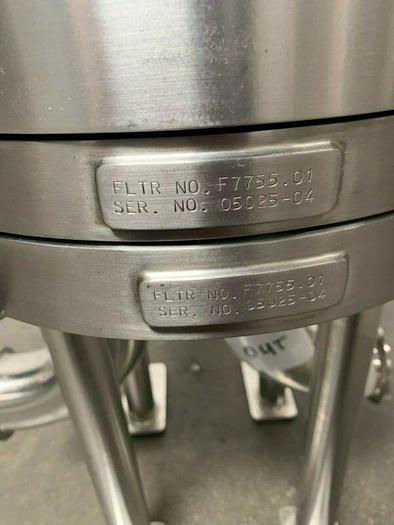 FLTR NO. F7755.01
SER. NO: 05025-04
FLTR NO. F7755.01
SER. NO. 05025-04
OUT